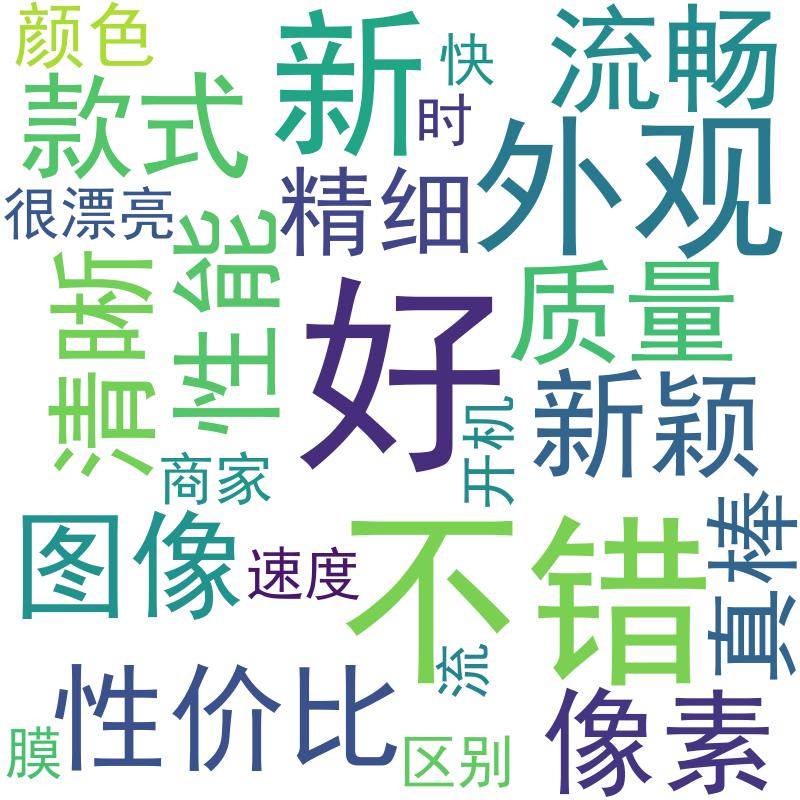 颜色
新
快
流畅
款式
时
外观
很漂亮
精细
性能
清晰
好
质量
新颖
开机
商家
图像
速度
不错
真棒
流
性价比
像素
膜
区别